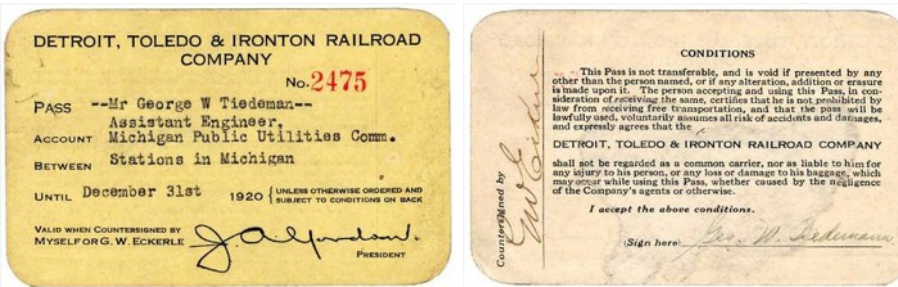 DETROIT, TOLEDO & IRONTON RAILROAD
COMPANY
No. 2475
PASS --Mr George W Tiedeman--
Assistant Engineer,
ACCOUNT Michigan Public Utilities Comm.
BETWEEN Stations in Michigan
UNTIL December 31st 1920 { UNLESS OTHERWISE ORDERED AND
SUBJECT TO CONDITIONS ON BACK
VALID WHEN COUNTERSIGNED BY
MYSELF OR G. W. ECKERLE
PRESIDENT
CONDITIONS
This Pass is not transferable, and is void if presented by any
other than the person named, or if any alteration, addition or erasure
is made upon it. The person accepting and using this Pass, in con-
sideration of receiving the same, certifies that he is not prohibited by
law from receiving free transportation, and that the pass will be
lawfully used, voluntarily assumes all risk of accidents and damages,
and expressly agrees that the
DETROIT, TOLEDO & IRONTON RAILROAD COMPANY
shall not be regarded as a common carrier, nor as liable to him for
any injury to his person, or any loss or damage to his baggage, which
may occur while using this Pass, whether caused by the negligence
of the Company's agents or otherwise.
I accept the above conditions.
(Sign here) Geo. W. Tiedemann
Countersigned by
GW Eckerle